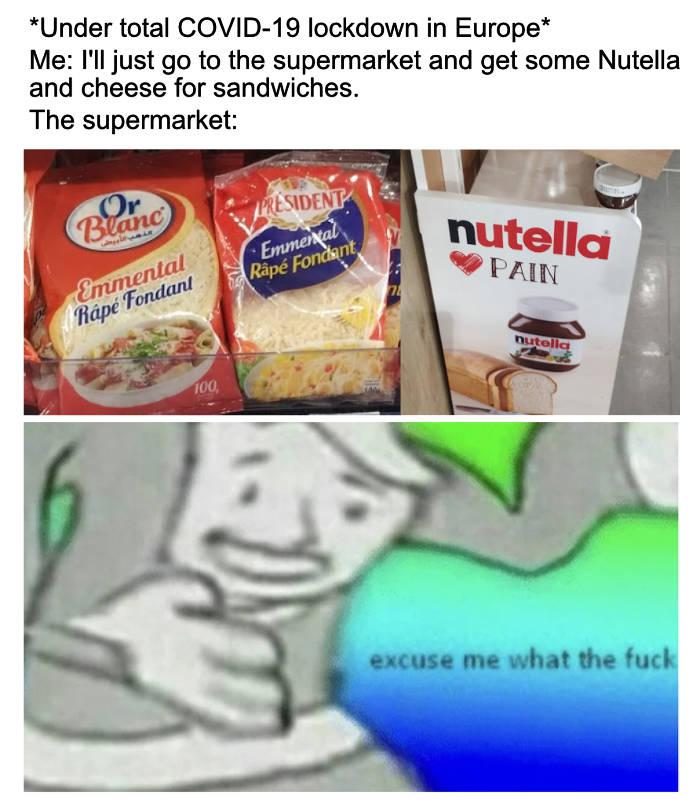 *Under total COVID-19 lockdown in Europe*
Me: I'll just go to the supermarket and get some Nutella
and cheese for sandwiches.
The supermarket:
Or
Blanc
Emmental
Râpé Fondant
100
PRÉSIDENT
Emmental
Râpé Fondant
nutella
PAIN
nutella
excuse me what the fuck